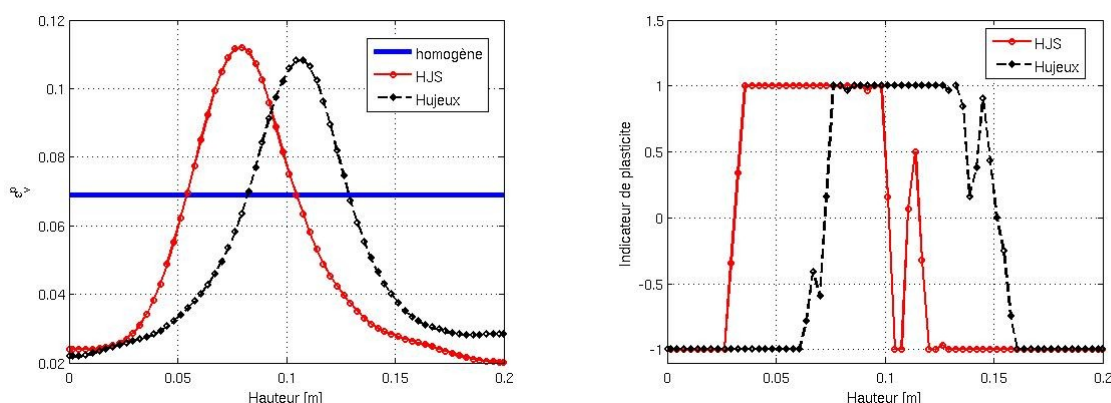 0.12
0.1
0.08
0.06
0.04
0.02
ε
p
v
0
0.05
0.1
0.15
0.2
Hauteur [m]
homogène
HJS
Hujeux
1.5
1
0.5
0
-0.5
-1
-1.5
Indicateur de plasticite
0
0.05
0.1
0.15
0.2
Hauteur [m]
HJS
Hujeux